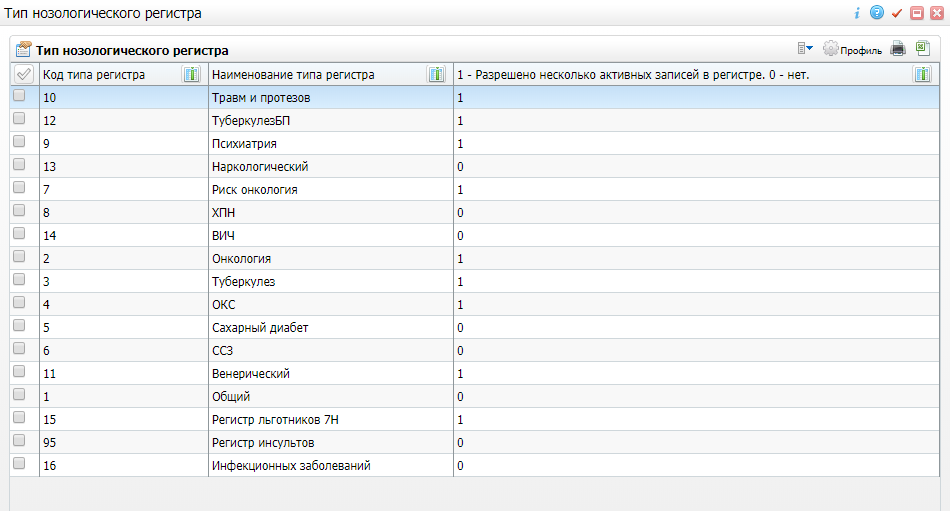 Тип нозологического регистра
Тип нозологического регистра Профиль
Код типа регистра Наименование типа регистра 1 - Разрешено несколько активных записей в регистре. 0 - нет.
10 Травм и протезов 1
12 ТуберкулезБП 1
9 Психиатрия 1
13 Наркологический 0
7 Риск онкология 1
8 ХПН 0
14 ВИЧ 0
2 Онкология 1
3 Туберкулез 1
4 ОКС 1
5 Сахарный диабет 0
6 ССЗ 0
11 Венерический 1
1 Общий 0
15 Регистр льготников 7Н 1
95 Регистр инсультов 0
16 Инфекционных заболеваний 0